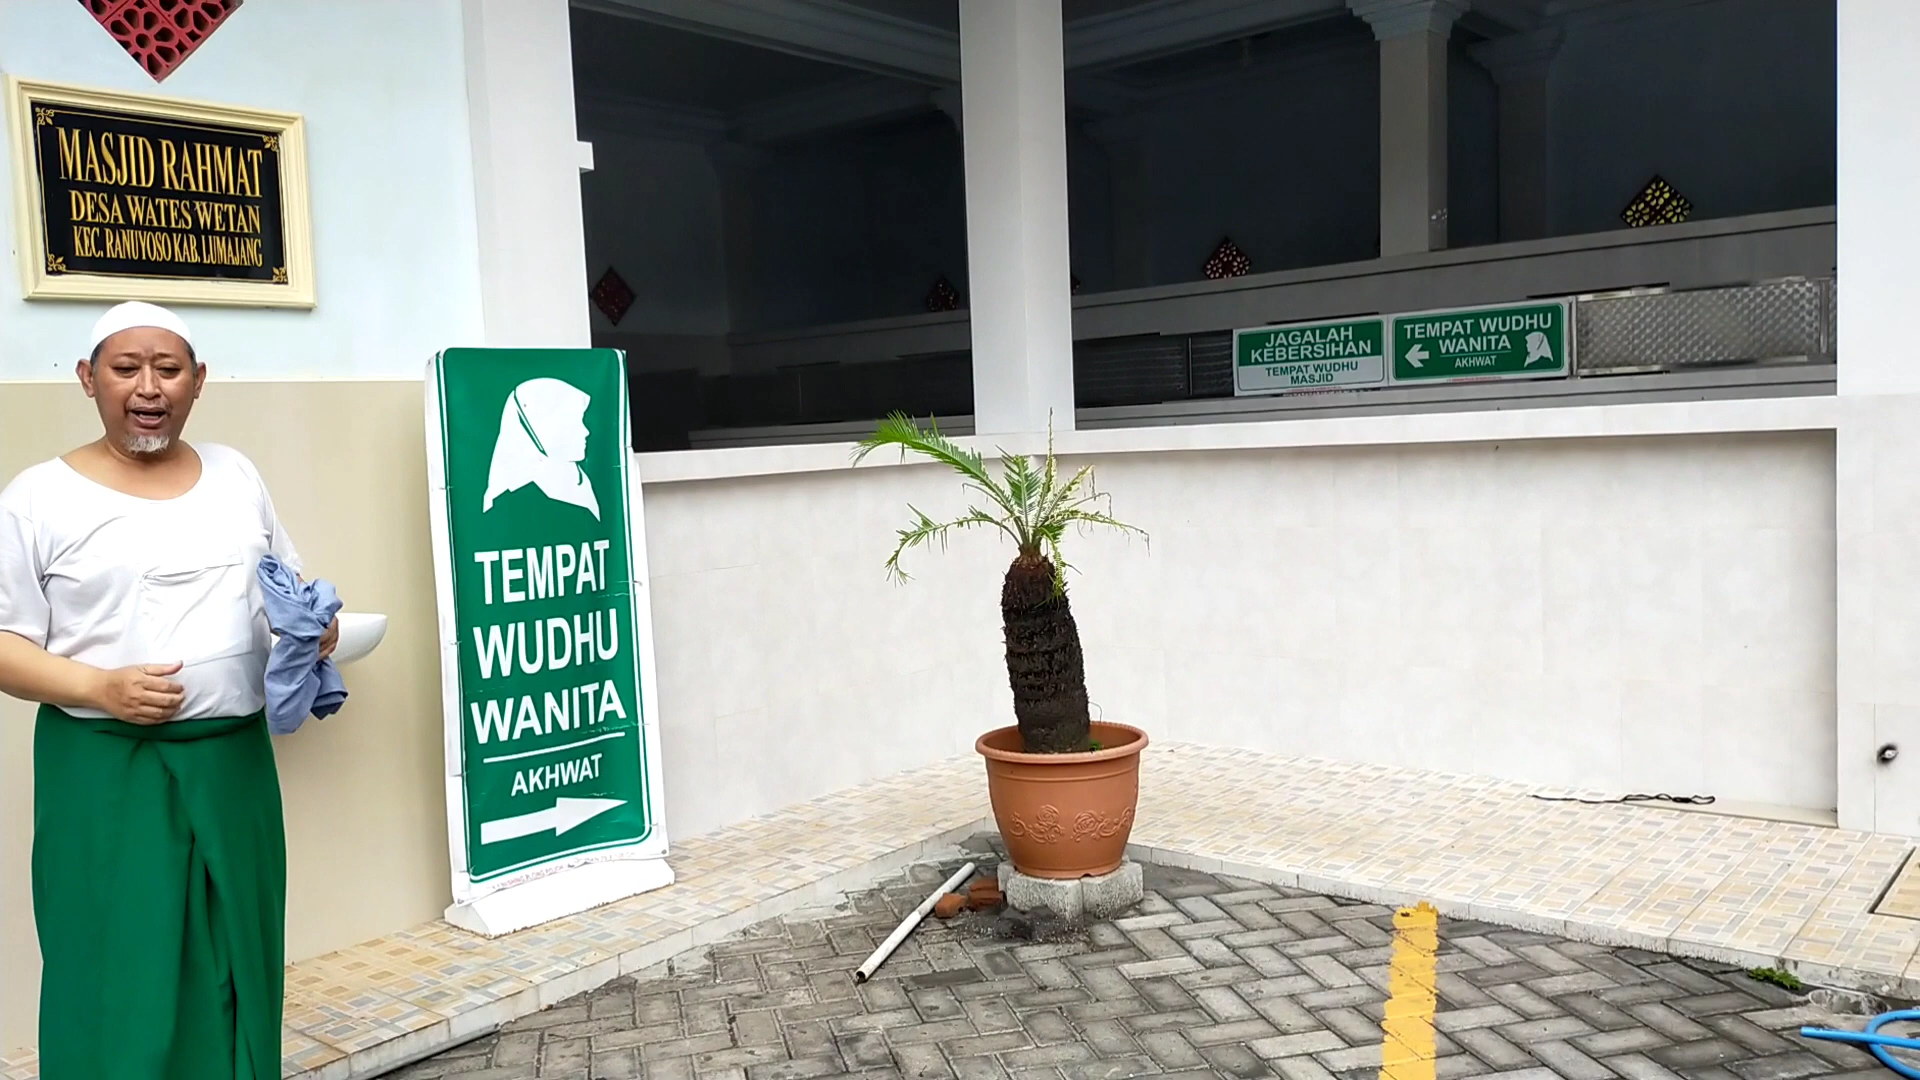 MASJID RAHMAT
DESA WATES WETAN
KEC. RANUYOSO KAB. LUMAJANG
TEMPAT
WUDHU
WANITA
AKHWAT
JAGALAH
KEBERSIHAN
TEMPAT WUDHU
MASJID
TEMPAT WUDHU
WANITA
AKHWAT